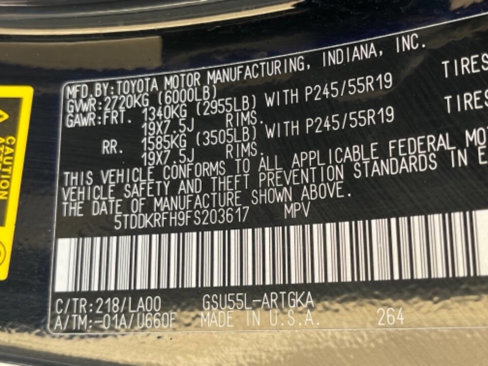 MFD.BY:TOYOTA MOTOR MANUFACTURING, INDIANA, INC.
GVWR:2720KG (6000LB)
GAWR:FRT. 1340KG (2955LB) WITH P245/55R19 TIRES
19X7.5J RIMS.
RR. 1585KG (3505LB) WITH P245/55R19 TIRES
19X7.5J RIMS.
THIS VEHICLE CONFORMS TO ALL APPLICABLE FEDERAL MO
VEHICLE SAFETY AND THEFT PREVENTION STANDARDS IN E
THE DATE OF MANUFACTURE SHOWN ABOVE.
5TDDKRFH9FS203617 MPV
C/TR:218/LA00 GSU55L-ARTGKA
A/TM:-01A/U660F MADE IN U.S.A. 264
CAUTION